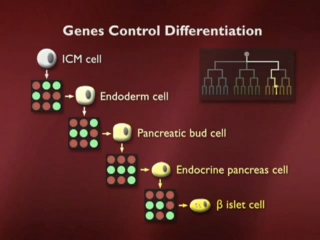 Genes Control Differentiation
ICM cell
Endoderm cell
Pancreatic bud cell
Endocrine pancreas cell
β islet cell